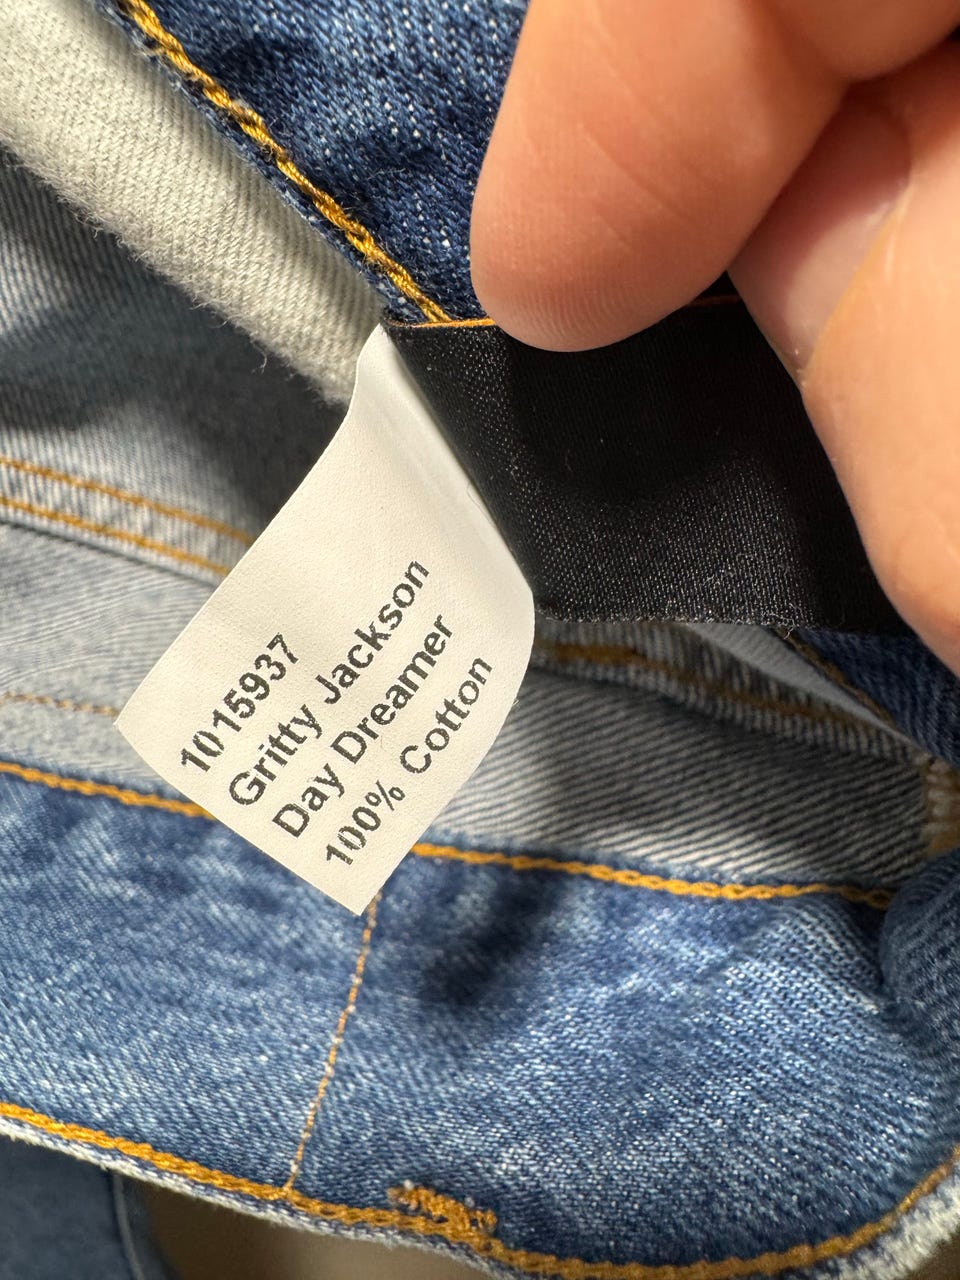 1015937
Gritty Jackson
Day Dreamer
100% Cotton